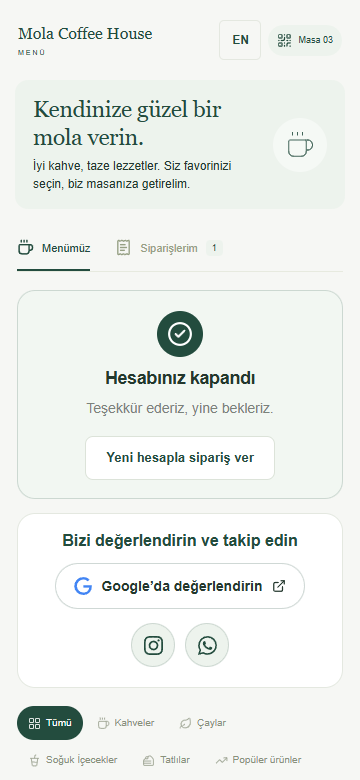 Mola Coffee House
MENÜ
EN
Masa 03
Kendinize güzel bir
mola verin.
İyi kahve, taze lezzetler. Siz favorinizi
seçin, biz masanıza getirelim.
Menümüz
Siparişlerim 1
Hesabınız kapandı
Teşekkür ederiz, yine bekleriz.
Yeni hesapla sipariş ver
Bizi değerlendirin ve takip edin
Google’da değerlendirin
Tümü
Kahveler
Çaylar
Soğuk İçecekler
Tatlılar
Popüler ürünler